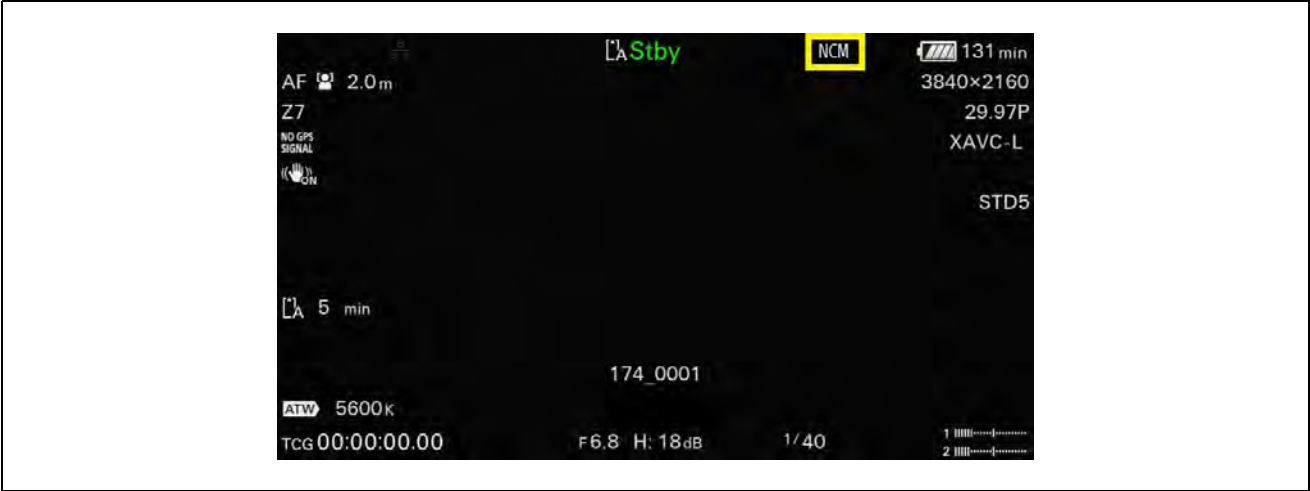 Stby NCM 131 min
AF 2.0m 3840×2160
Z7 29.97P
NO GPS
SIGNAL
XAVC-L
ON
STD5
A 5 min
174_0001
ATW 5600K
TCG 00:00:00.00 F6.8 H: 18dB 1/40
1
2